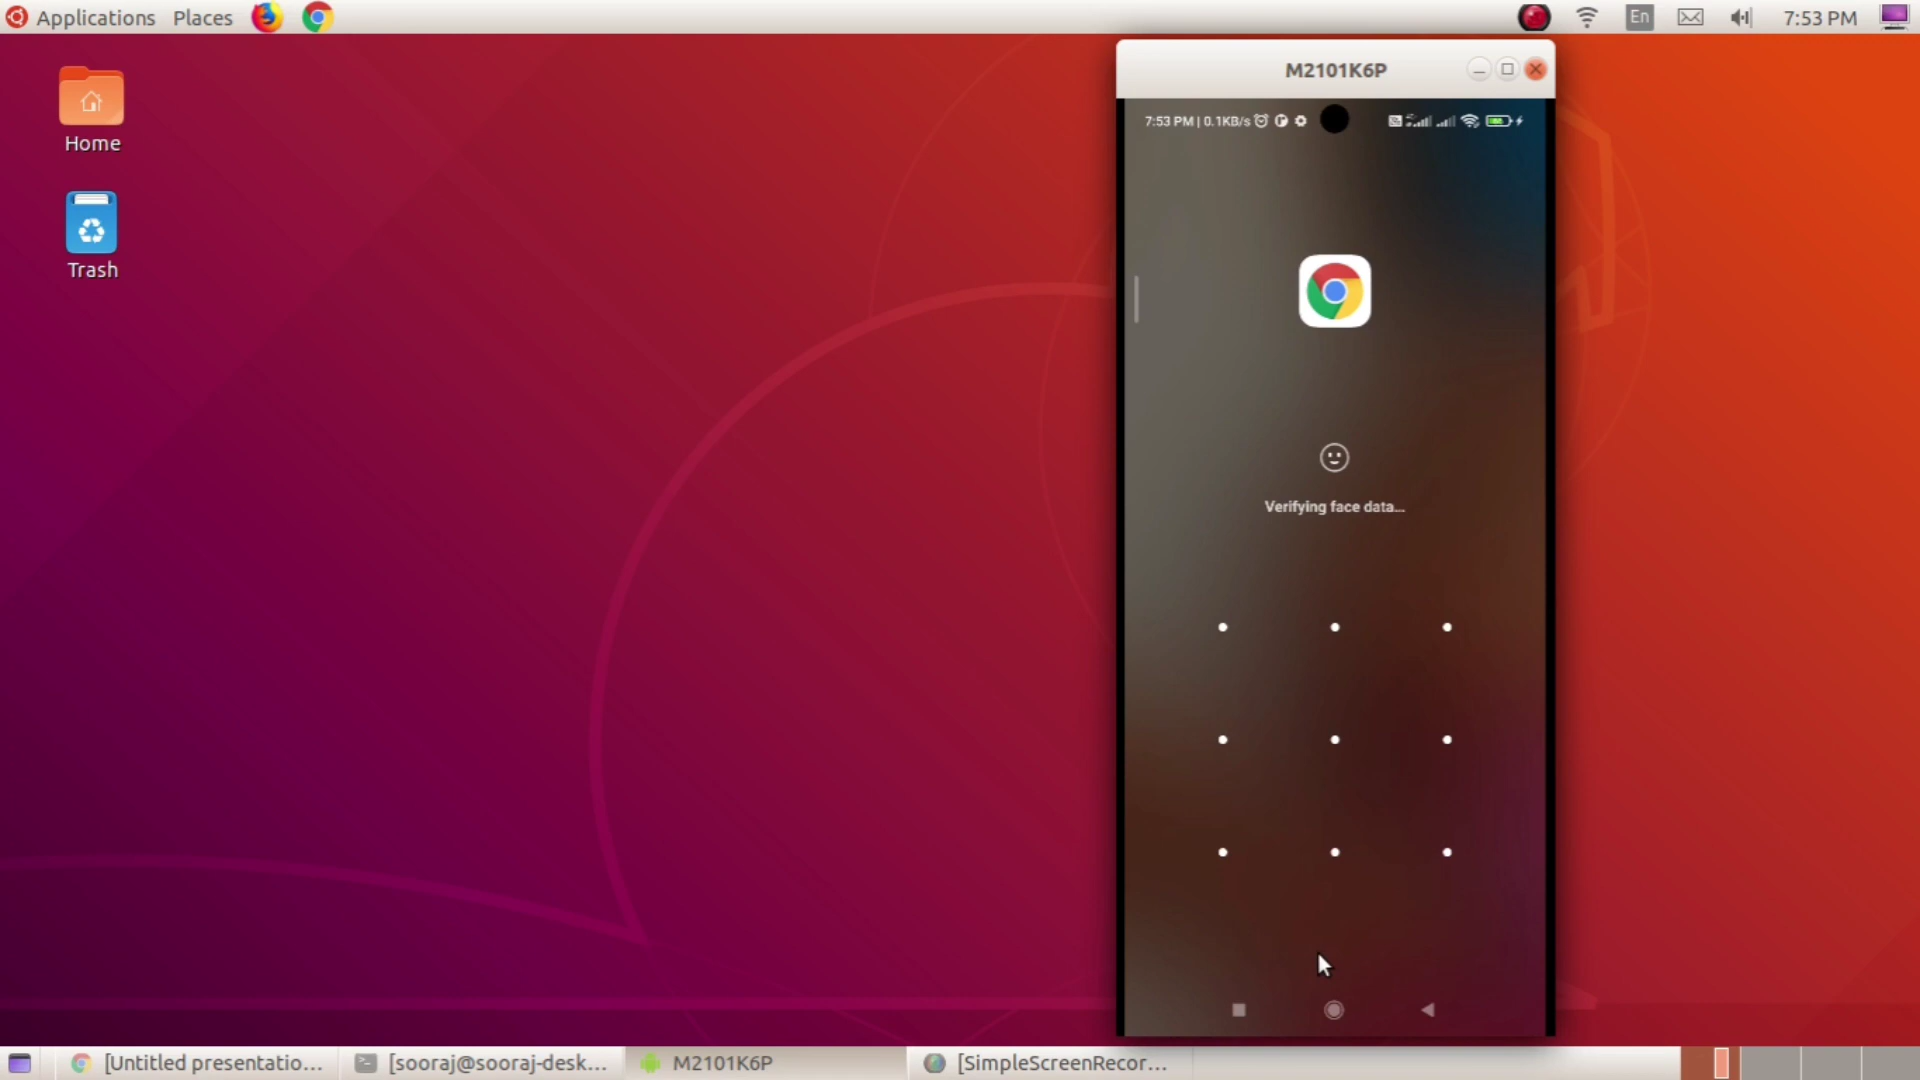 Applications Places En 7:53 PM
Home
Trash
M2101K6P
7:53 PM | 0.1KB/s
Verifying face data...
[Untitled presentatio... [sooraj@sooraj-desk... M2101K6P [SimpleScreenRecor...